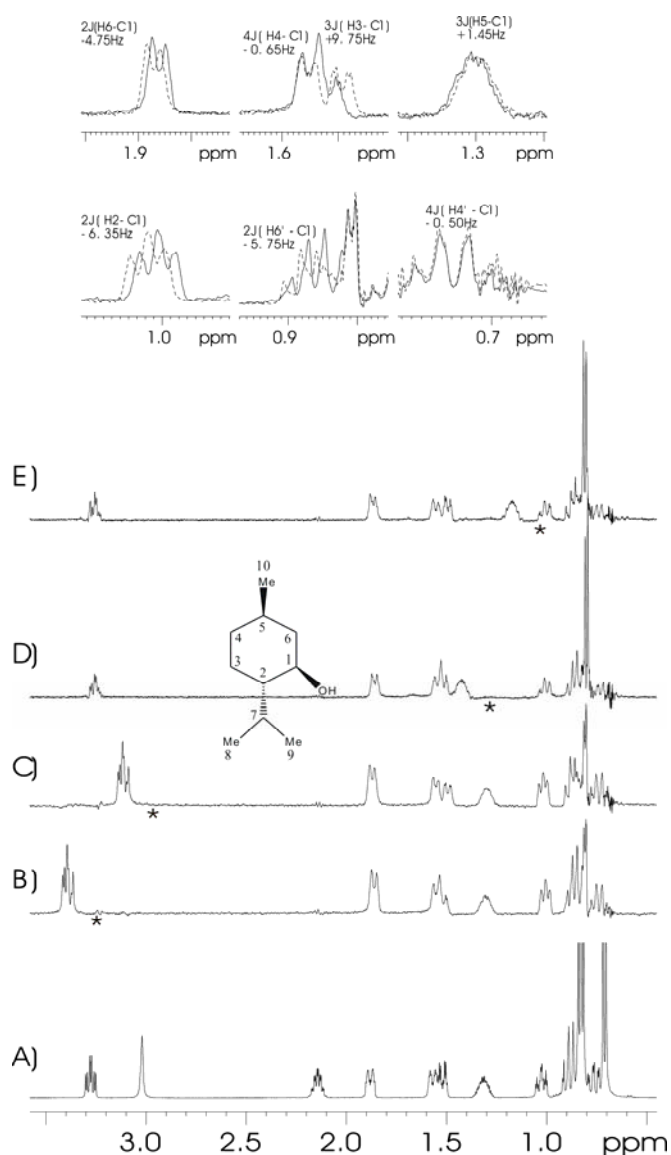 2J(H6-C1)
-4.75Hz
4J(H4-C1)
-0.65Hz
3J(H3-C1)
+9.75Hz
3J(H5-C1)
+1.45Hz
1.9 ppm
1.6 ppm
1.3 ppm
2J(H2-C1)
-6.35Hz
2J(H6'-C1)
-5.75Hz
4J(H4'-C1)
-0.50Hz
1.0 ppm
0.9 ppm
0.7 ppm
E)
*
10
Me
5
4
6
3
1
2
OH
7
Me
Me
8
9
D)
*
C)
*
B)
*
A)
3.0 2.5 2.0 1.5 1.0 ppm